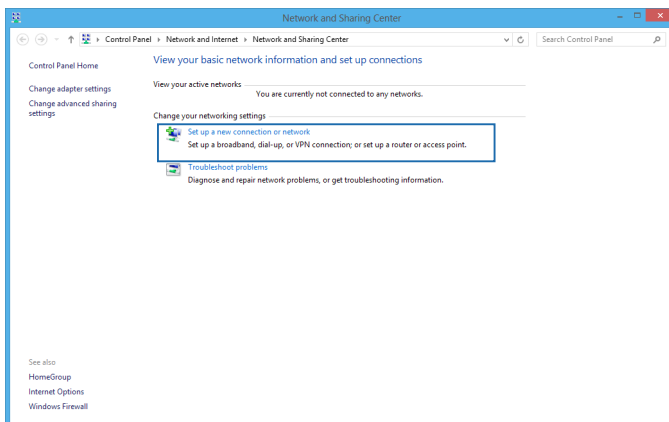 Network and Sharing Center
Control Panel Network and Internet Network and Sharing Center
Search Control Panel
Control Panel Home
Change adapter settings
Change advanced sharing
settings
View your basic network information and set up connections
View your active networks
You are currently not connected to any networks.
Change your networking settings
Set up a new connection or network
Set up a broadband, dial-up, or VPN connection; or set up a router or access point.
Troubleshoot problems
Diagnose and repair network problems, or get troubleshooting information.
See also
HomeGroup
Internet Options
Windows Firewall